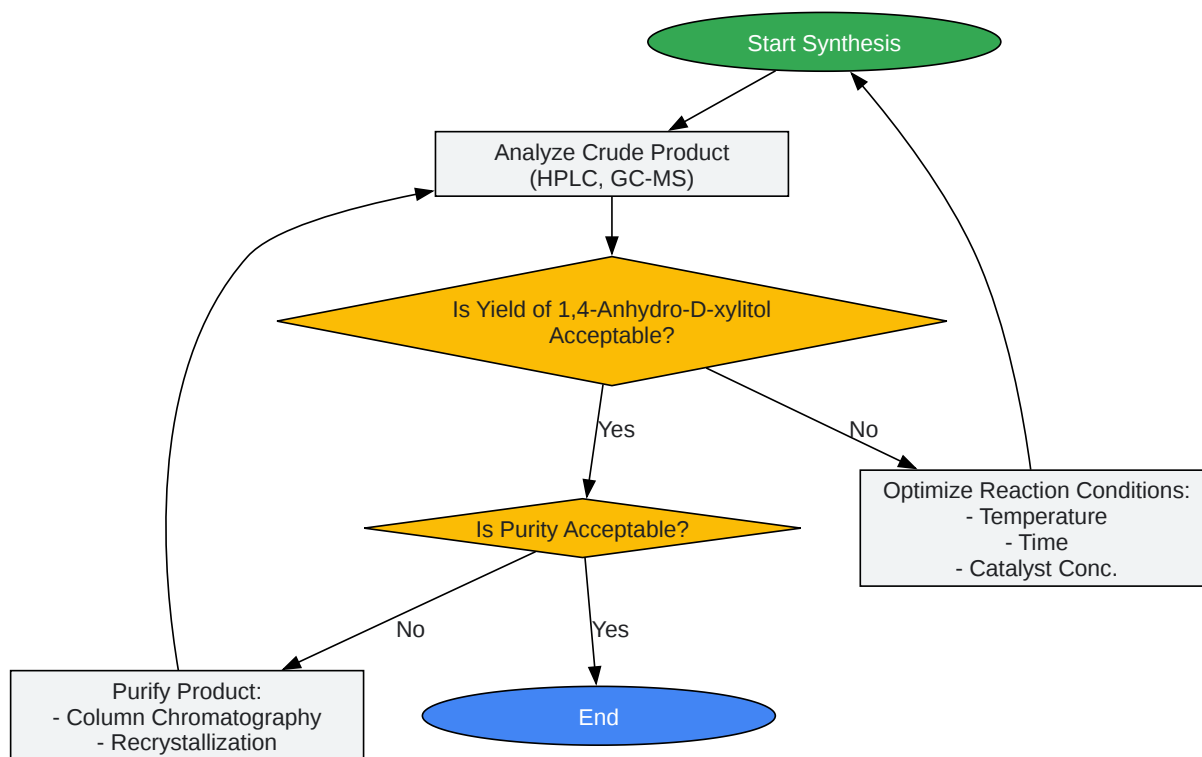 Start Synthesis
Analyze Crude Product
(HPLC, GC-MS)
Is Yield of 1,4-Anhydro-D-xylitol
Acceptable?
Yes
No
Optimize Reaction Conditions:
- Temperature
- Time
- Catalyst Conc.
Is Purity Acceptable?
No
Yes
Purify Product:
- Column Chromatography
- Recrystallization
End